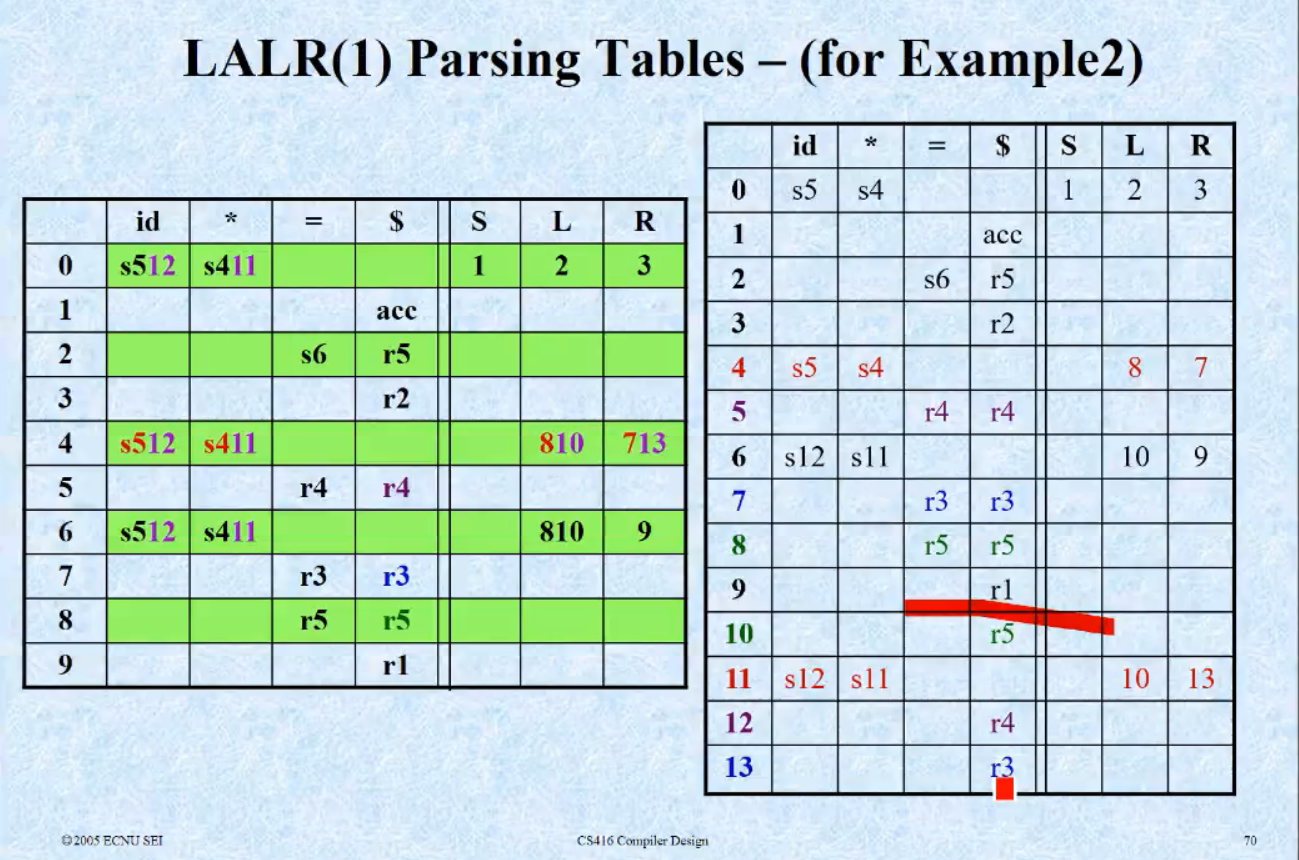 LALR(1) Parsing Tables – (for Example2)
id * = $ S L R
0 s512 s411 1 2 3
1 acc
2 s6 r5
3 r2
4 s512 s411 810 713
5 r4 r4
6 s512 s411 810 9
7 r3 r3
8 r5 r5
9 r1
id * = $ S L R
0 s5 s4 1 2 3
1 acc
2 s6 r5
3 r2
4 s5 s4 8 7
5 r4 r4
6 s12 s11 10 9
7 r3 r3
8 r5 r5
9 r1
10 r5
11 s12 s11 10 13
12 r4
13 r3
©2005 ECNU SEI
CS416 Compiler Design
70